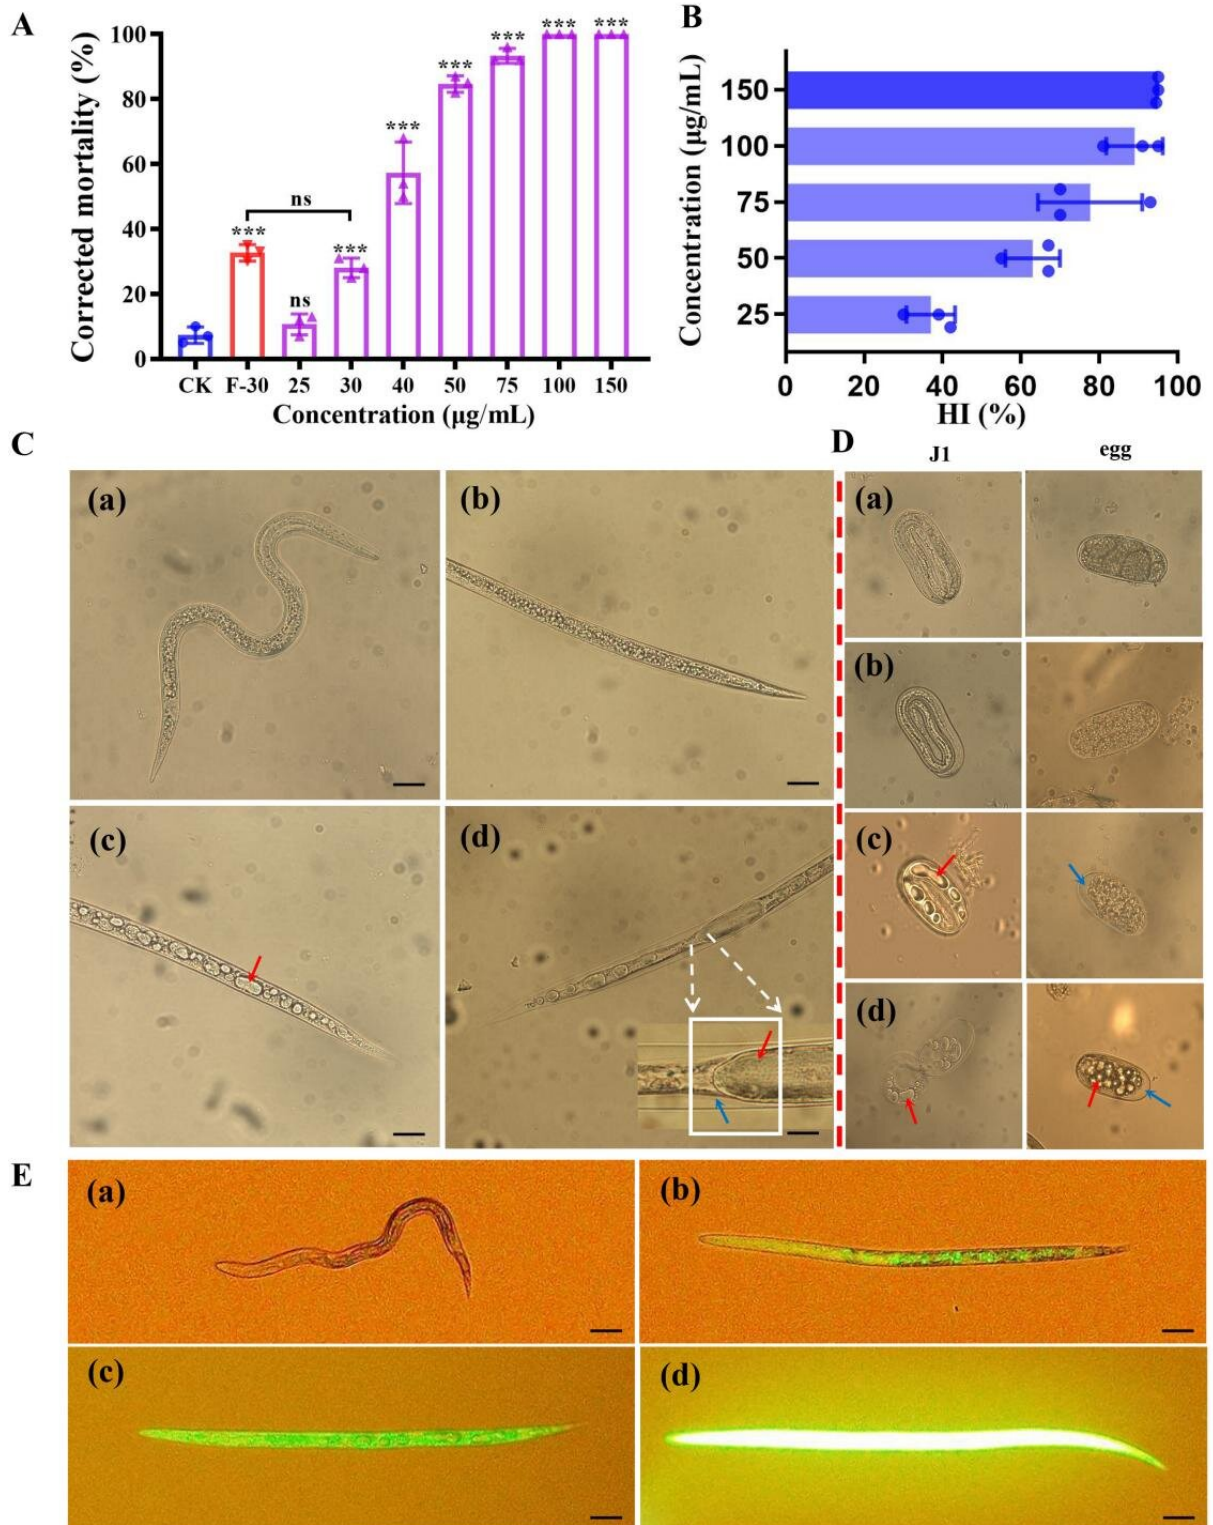 A
Corrected mortality (%)
100
80
60
40
20
0
***
ns
ns
***
***
***
***
***
***
CK F-30 25 30 40 50 75 100 150
Concentration (μg/mL)
B
Concentration (μg/mL)
150
100
75
50
25
0 20 40 60 80 100
HI (%)
C
(a)
(b)
(c)
(d)
D
J1 egg
(a)
(b)
(c)
(d)
E
(a)
(b)
(c)
(d)